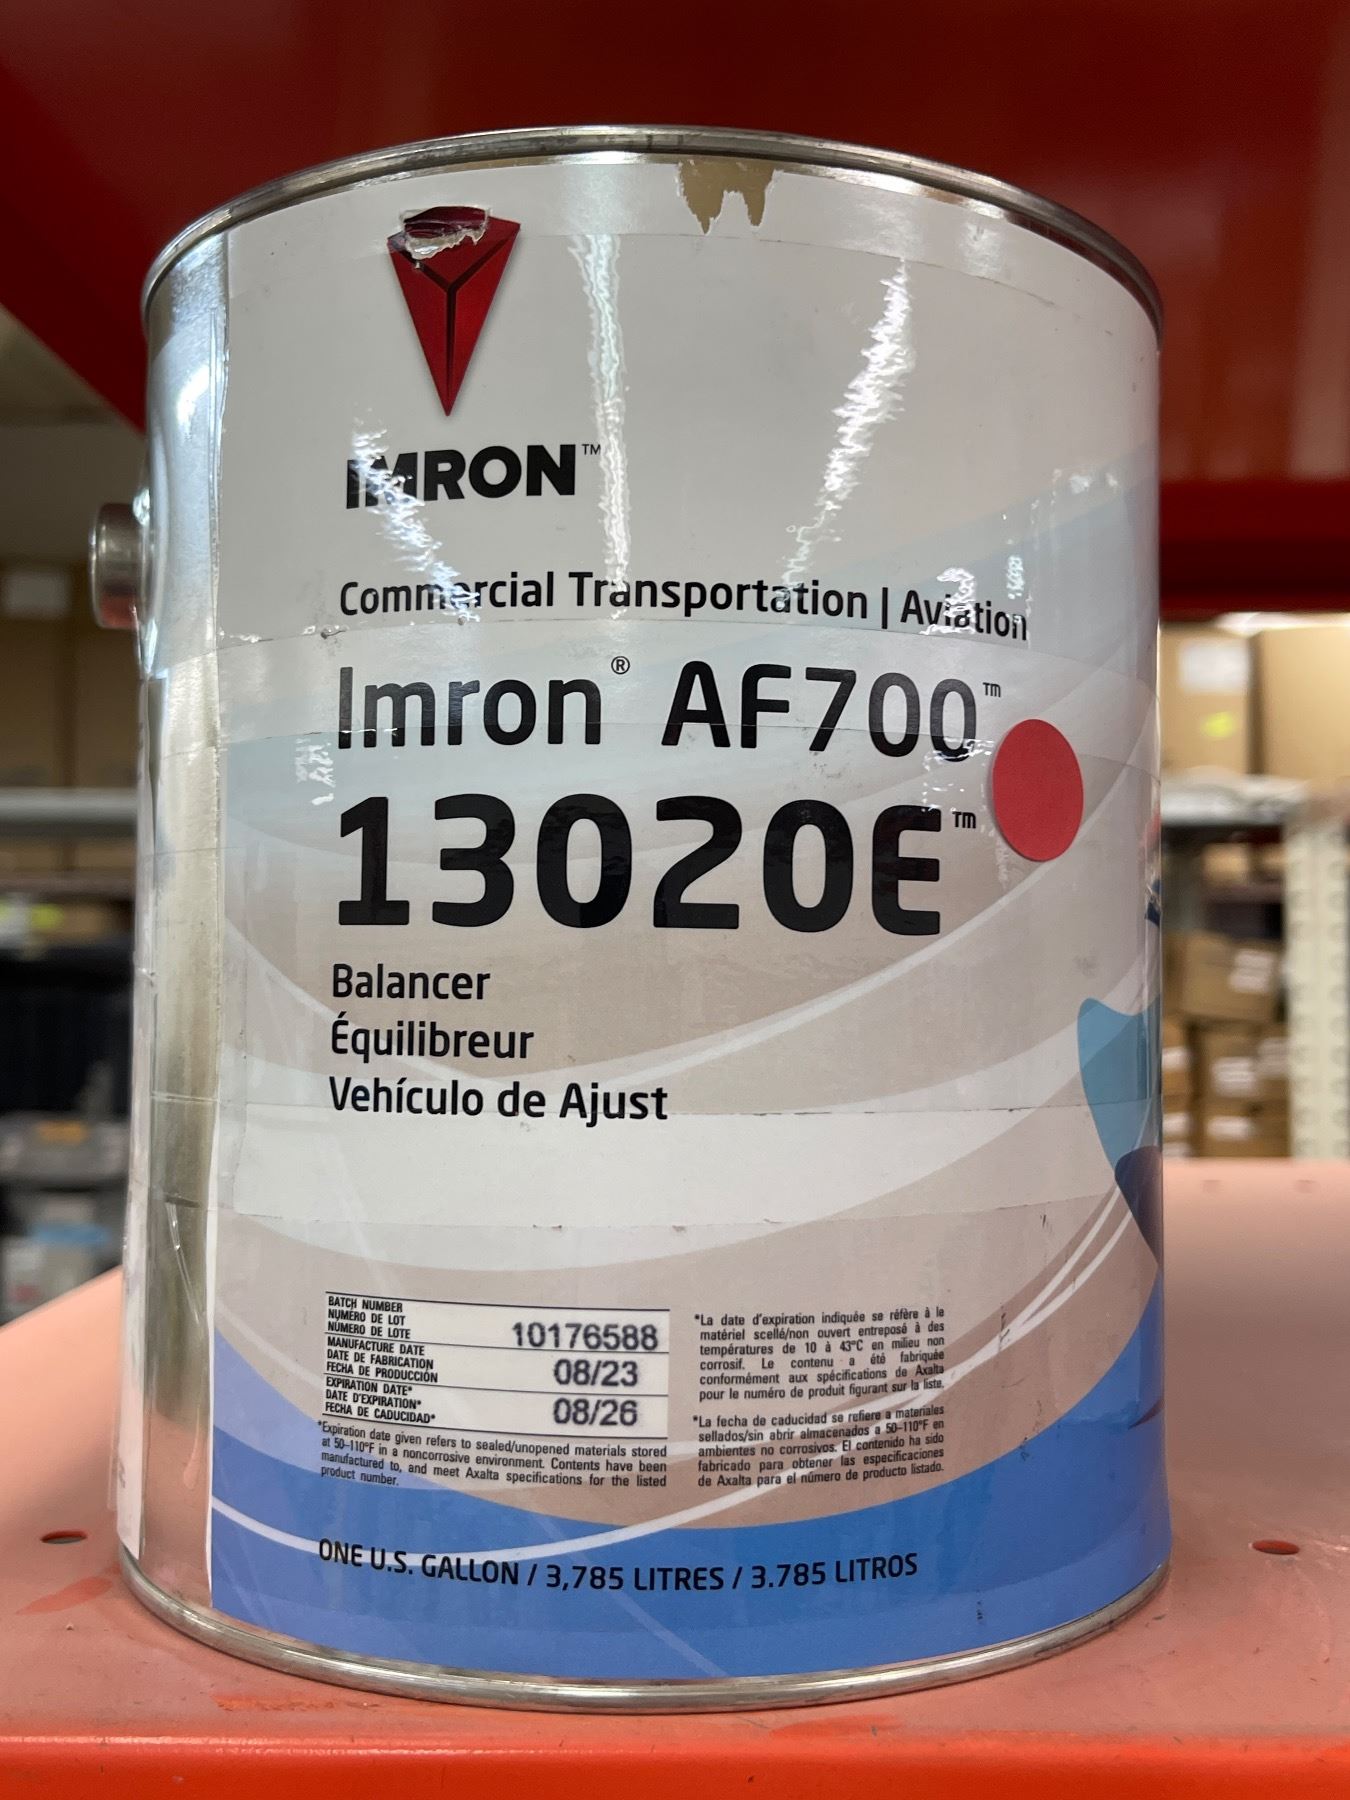 IMRON™
Commercial Transportation | Aviation
Imron® AF700™
13020E™
Balancer
Équilibreur
Vehículo de Ajust
BATCH NUMBER
NUMÉRO DE LOT
NÚMERO DE LOTE
10176588
MANUFACTURE DATE
DATE DE FABRICATION
FECHA DE PRODUCCIÓN
08/23
EXPIRATION DATE*
DATE D'EXPIRATION*
FECHA DE CADUCIDAD*
08/26
*Expiration date given refers to sealed/unopened materials stored
at 50–110°F in a noncorrosive environment. Contents have been
manufactured to, and meet Axalta specifications for the listed
product number.
*La date d'expiration indiquée se réfère à le
matériel scellé/non ouvert entreposé à des
températures de 10 à 43°C en milieu non
corrosif. Le contenu a été fabriquée
conformément aux spécifications de Axalta
pour le numéro de produit figurant sur la liste.
*La fecha de caducidad se refiere a materiales
sellados/sin abrir almacenados a 50–110°F en
ambientes no corrosivos. El contenido ha sido
fabricado para obtener las especificaciones
de Axalta para el número de producto listado.
ONE U.S. GALLON / 3,785 LITRES / 3.785 LITROS